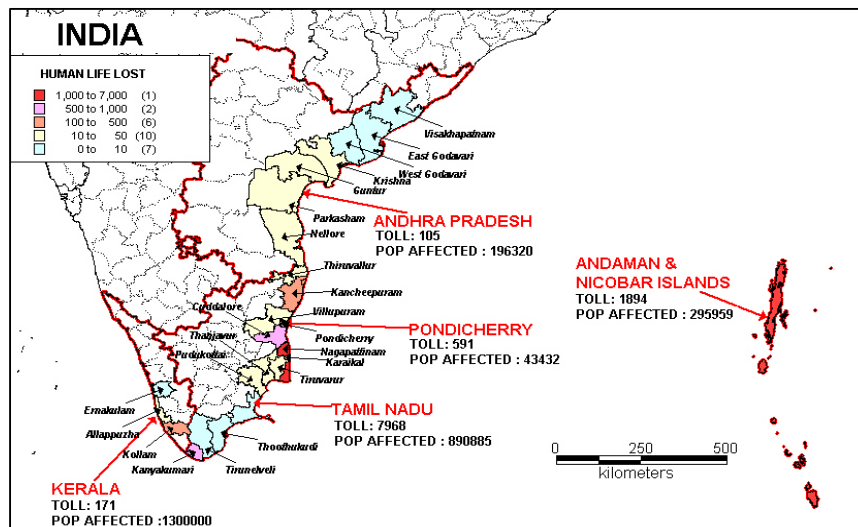 INDIA
HUMAN LIFE LOST
1,000 to 7,000 (1)
500 to 1,000 (2)
100 to 500 (6)
10 to 50 (10)
0 to 10 (7)
Visakhapatnam
East Godavari
West Godavari
Krishna
Guntur
Parkasham
ANDHRA PRADESH
TOLL: 105
POP AFFECTED : 196320
Nellore
Thiruvallur
Kancheepuram
ANDAMAN &
NICOBAR ISLANDS
TOLL: 1894
POP AFFECTED : 295959
Cuddalore
Villupuram
Thanjavur
Pondicherry
PONDICHERRY
TOLL: 591
POP AFFECTED : 43432
Pudukottai
Nagapattinam
Karaikal
Tiruvarur
Ernakulam
TAMIL NADU
TOLL: 7968
POP AFFECTED : 890885
Allappuzha
Kollam
Thoothukudi
Kanyakumari
Tirunelveli
0 250 500
kilometers
KERALA
TOLL: 171
POP AFFECTED :1300000